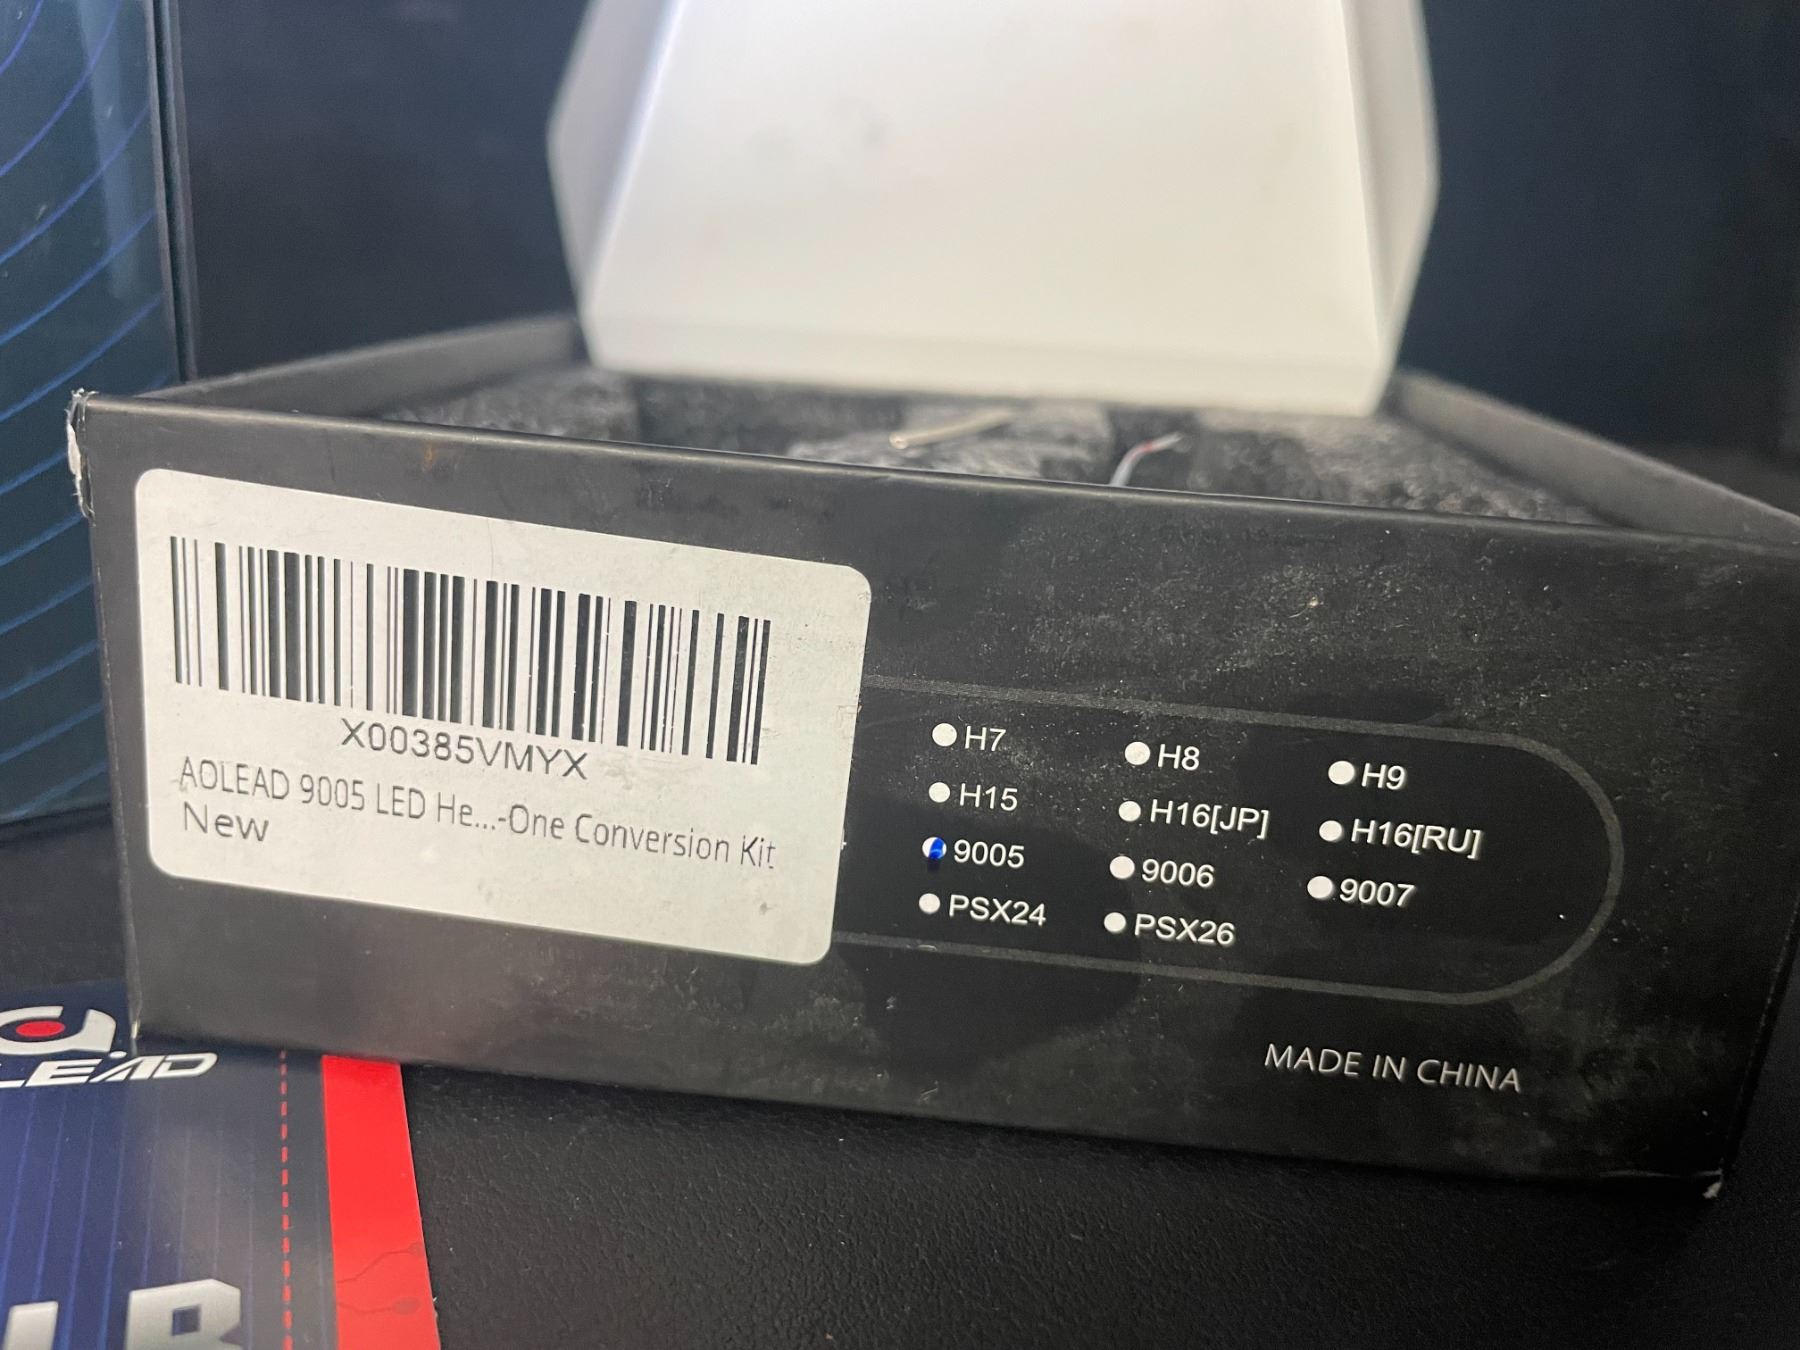 X00385VMYX
AOLEAD 9005 LED He...-One Conversion Kit
New
H7 H8 H9
H15 H16[JP] H16[RU]
9005 9006 9007
PSX24 PSX26
MADE IN CHINA